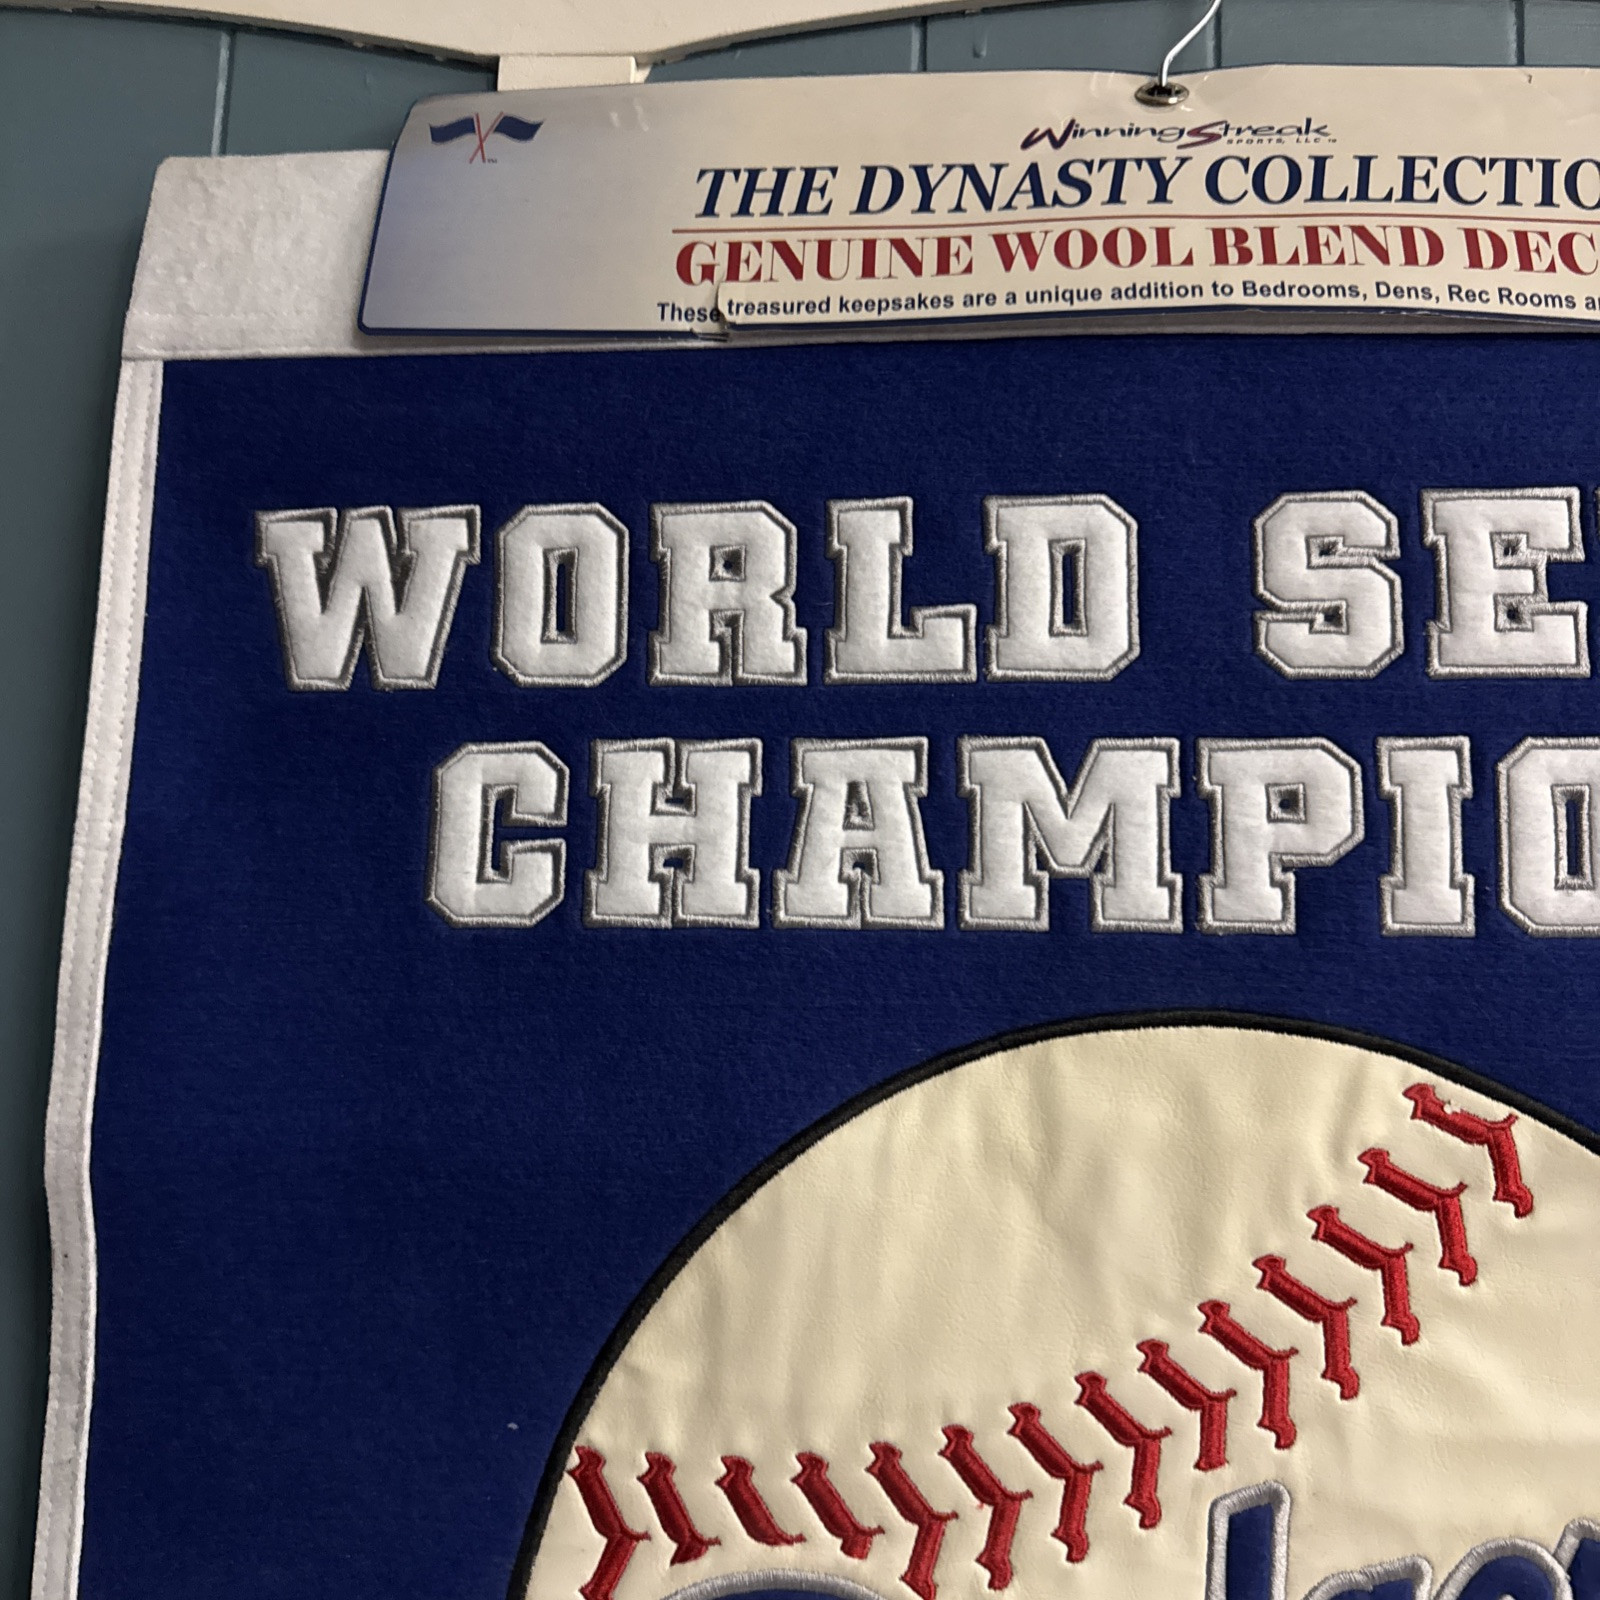 WinningStreak
SPORTS, LLC
THE DYNASTY COLLECTIO
GENUINE WOOL BLEND DEC
These treasured keepsakes are a unique addition to Bedrooms, Dens, Rec Rooms a
WORLD SE
CHAMPIO